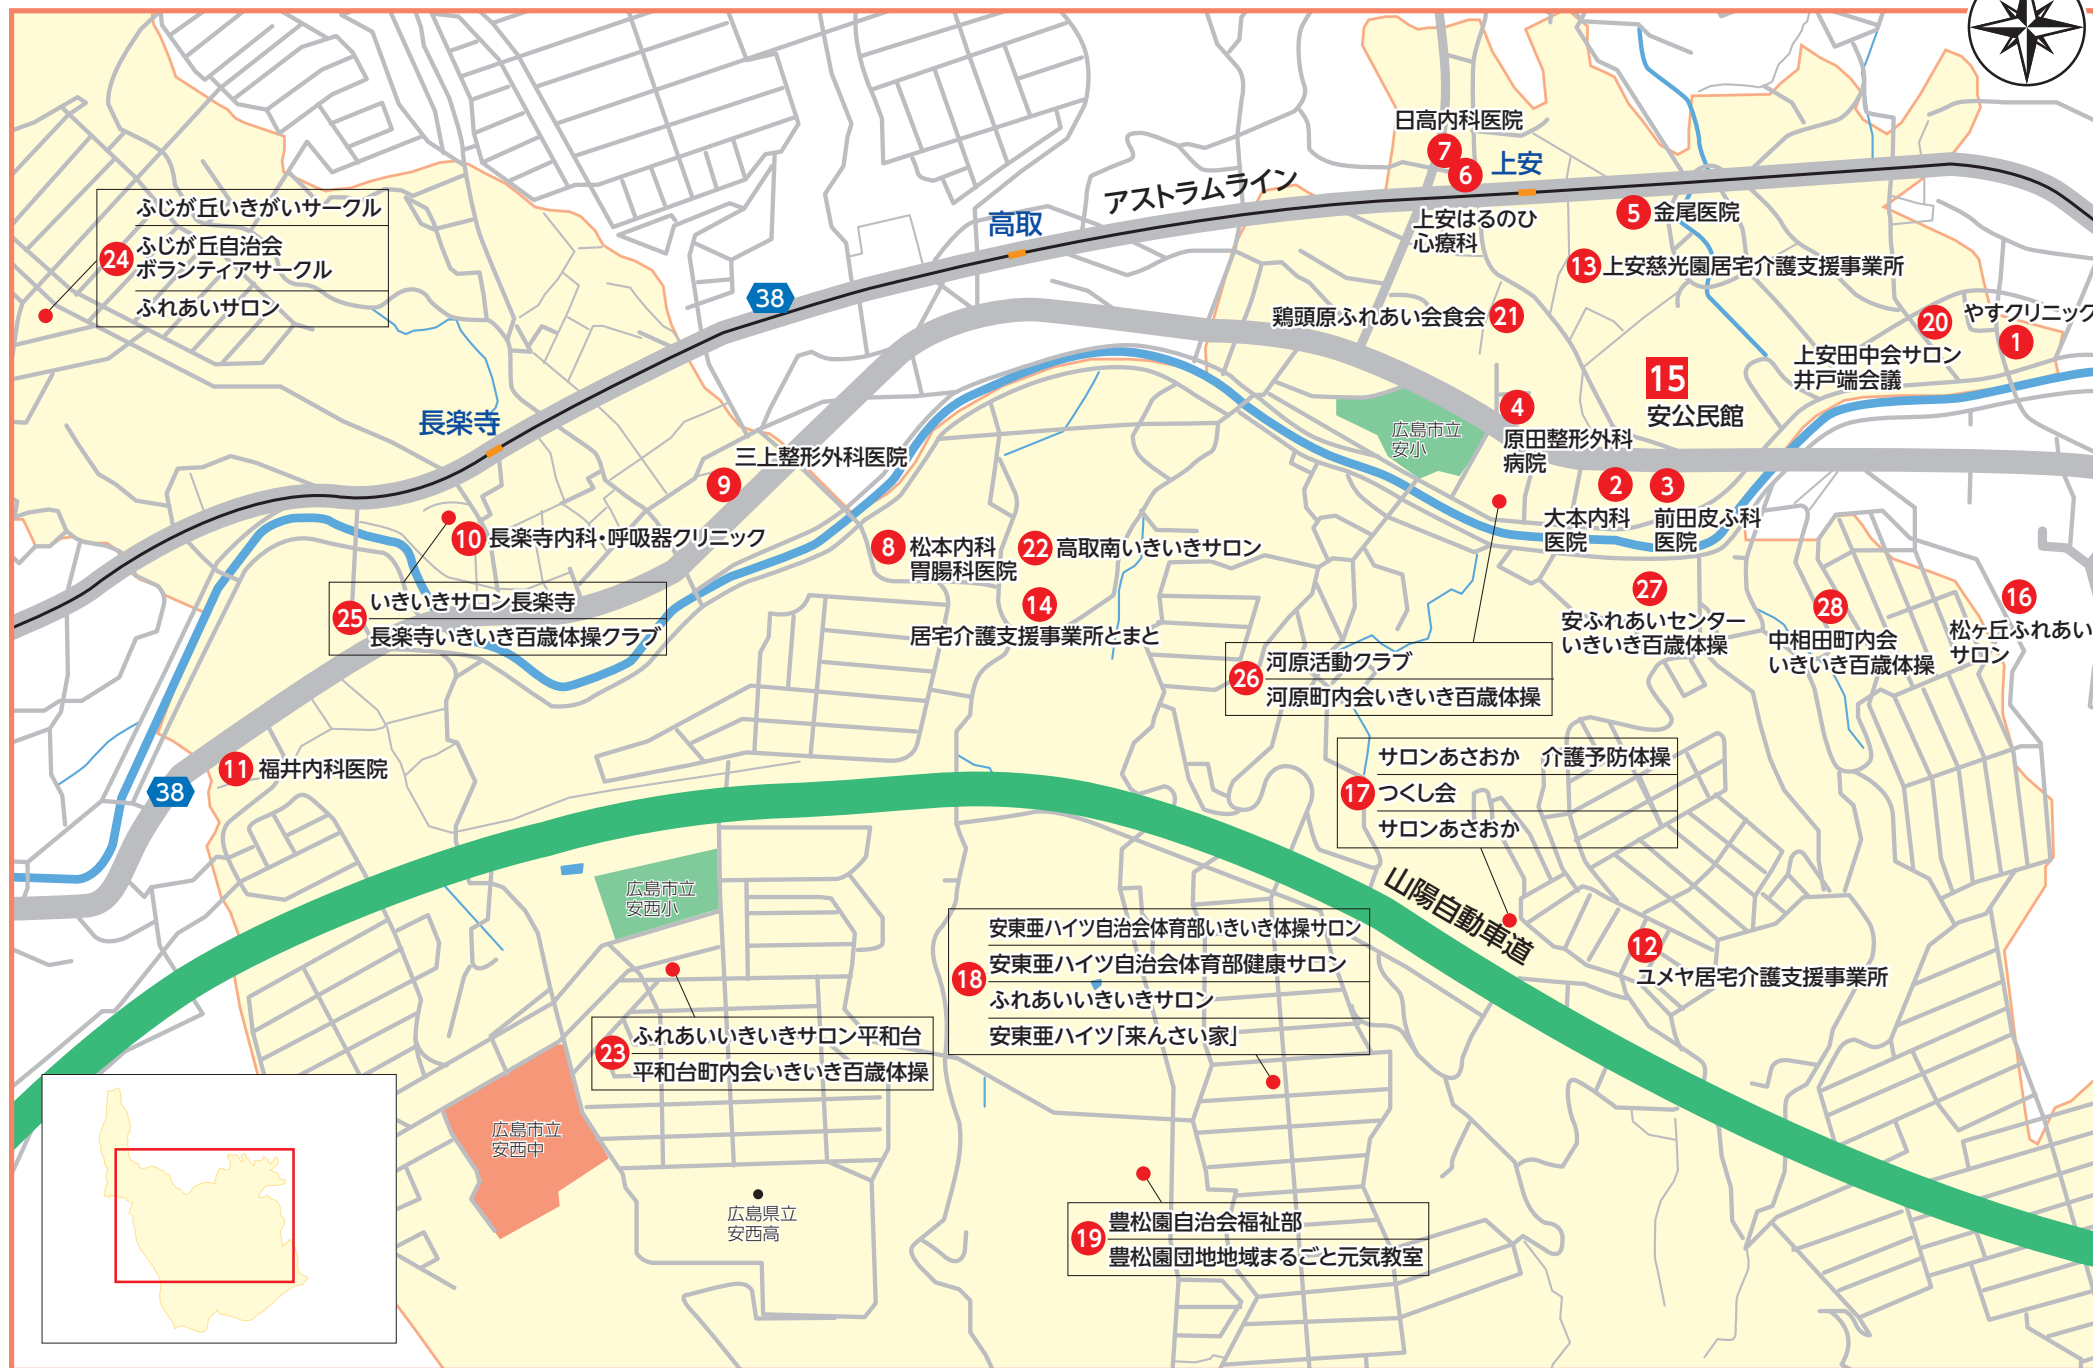 日高内科医院
7
6
上安
アストラムライン
高取
上安はるのひ
心療科
5 金尾医院
13 上安慈光園居宅介護支援事業所
24
ふじが丘いきがいサークル
ふじが丘自治会
ボランティアサークル
ふれあいサロン
38
鶏頭原ふれあい会食会 21
20
やすクリニック
1
上安田中会サロン
井戸端会議
15
安公民館
長楽寺
4
原田整形外科
病院
広島市立
安小
三上整形外科医院
9
2
大本内科
医院
3
前田皮ふ科
医院
10 長楽寺内科・呼吸器クリニック
8 松本内科
胃腸科医院
22 高取南いきいきサロン
14
居宅介護支援事業所とまと
25
いきいきサロン長楽寺
長楽寺いきいき百歳体操クラブ
27
安ふれあいセンター
いきいき百歳体操
28
中相田町内会
いきいき百歳体操
16
松ヶ丘ふれあい
サロン
26
河原活動クラブ
河原町内会いきいき百歳体操
11 福井内科医院
38
17
サロンあさおか 介護予防体操
つくし会
サロンあさおか
山陽自動車道
広島市立
安西小
12
ユメヤ居宅介護支援事業所
18
安東亜ハイツ自治会体育部いきいき体操サロン
安東亜ハイツ自治会体育部健康サロン
ふれあいいきいきサロン
安東亜ハイツ「来んさい家」
23
ふれあいいきいきサロン平和台
平和台町内会いきいき百歳体操
広島市立
安西中
広島県立
安西高
19
豊松園自治会福祉部
豊松園団地地域まるごと元気教室